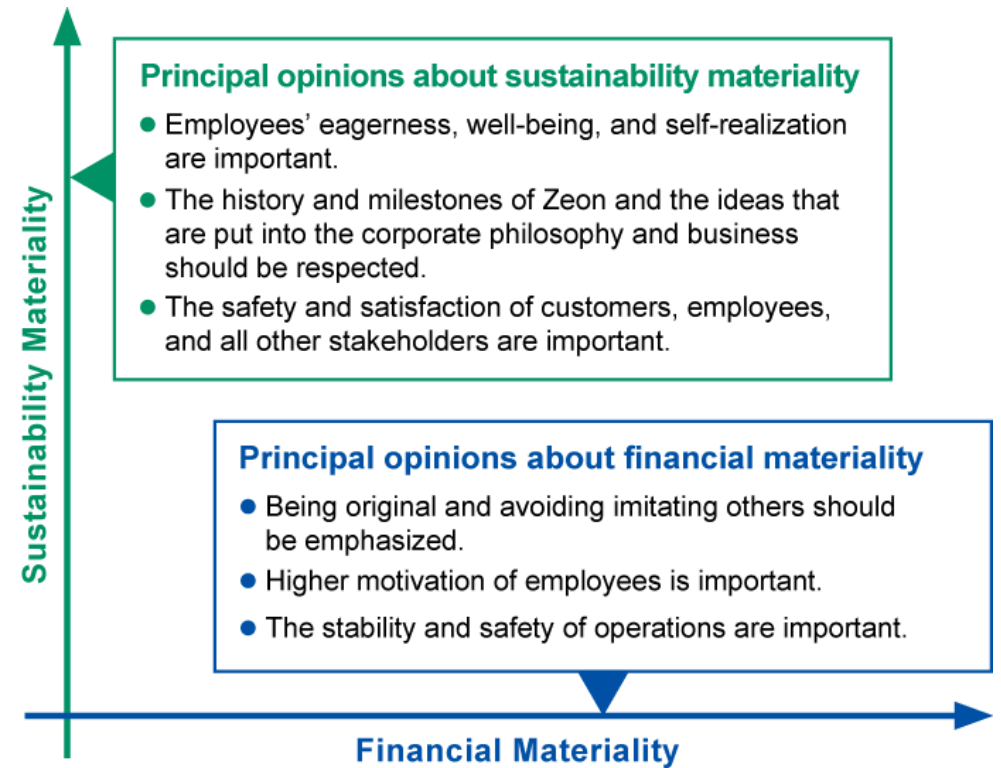 Principal opinions about sustainability materiality
● Employees’ eagerness, well-being, and self-realization
are important.
● The history and milestones of Zeon and the ideas that
are put into the corporate philosophy and business
should be respected.
● The safety and satisfaction of customers, employees,
and all other stakeholders are important.
Sustainability Materiality
Principal opinions about financial materiality
● Being original and avoiding imitating others should
be emphasized.
● Higher motivation of employees is important.
● The stability and safety of operations are important.
Financial Materiality